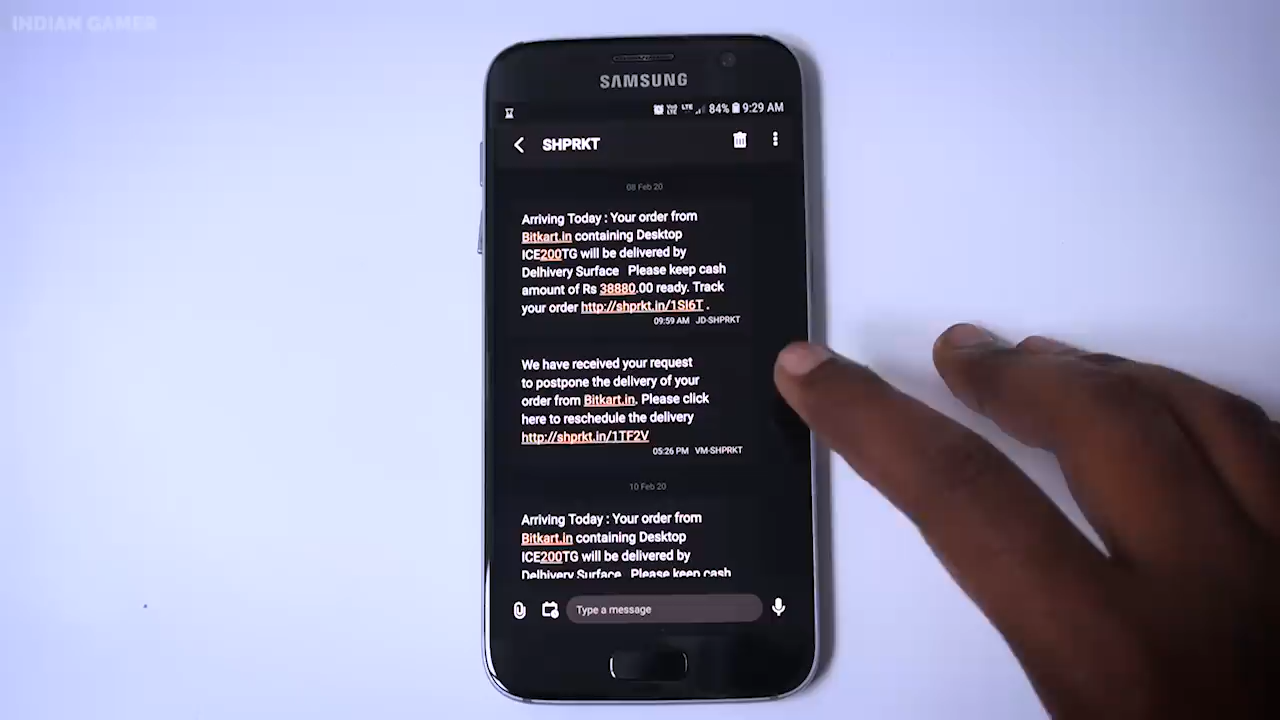 INDIAN GAMER
SAMSUNG
84% 9:29 AM
SHPRKT
08 Feb 20
Arriving Today : Your order from
Bitkart.in containing Desktop
ICE200TG will be delivered by
Delhivery Surface Please keep cash
amount of Rs 38880.00 ready. Track
your order http://shprkt.in/1SI6T .
09:59 AM JD-SHPRKT
We have received your request
to postpone the delivery of your
order from Bitkart.in. Please click
here to reschedule the delivery
http://shprkt.in/1TF2V
05:26 PM VM-SHPRKT
10 Feb 20
Arriving Today : Your order from
Bitkart.in containing Desktop
ICE200TG will be delivered by
Delhivery Surface Please keep cash
Type a message